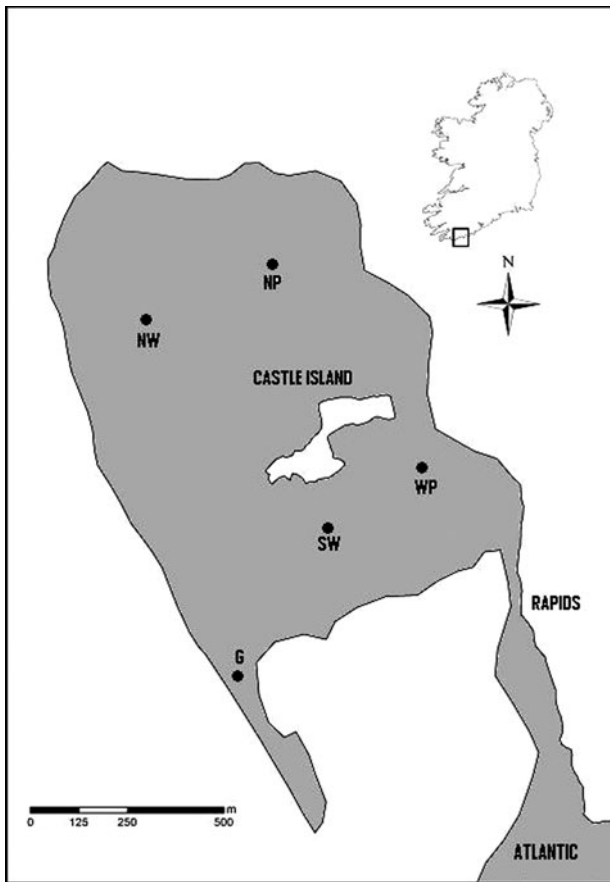 N
NP
NW
CASTLE ISLAND
WP
SW
RAPIDS
G
m
0 125 250 500
ATLANTIC